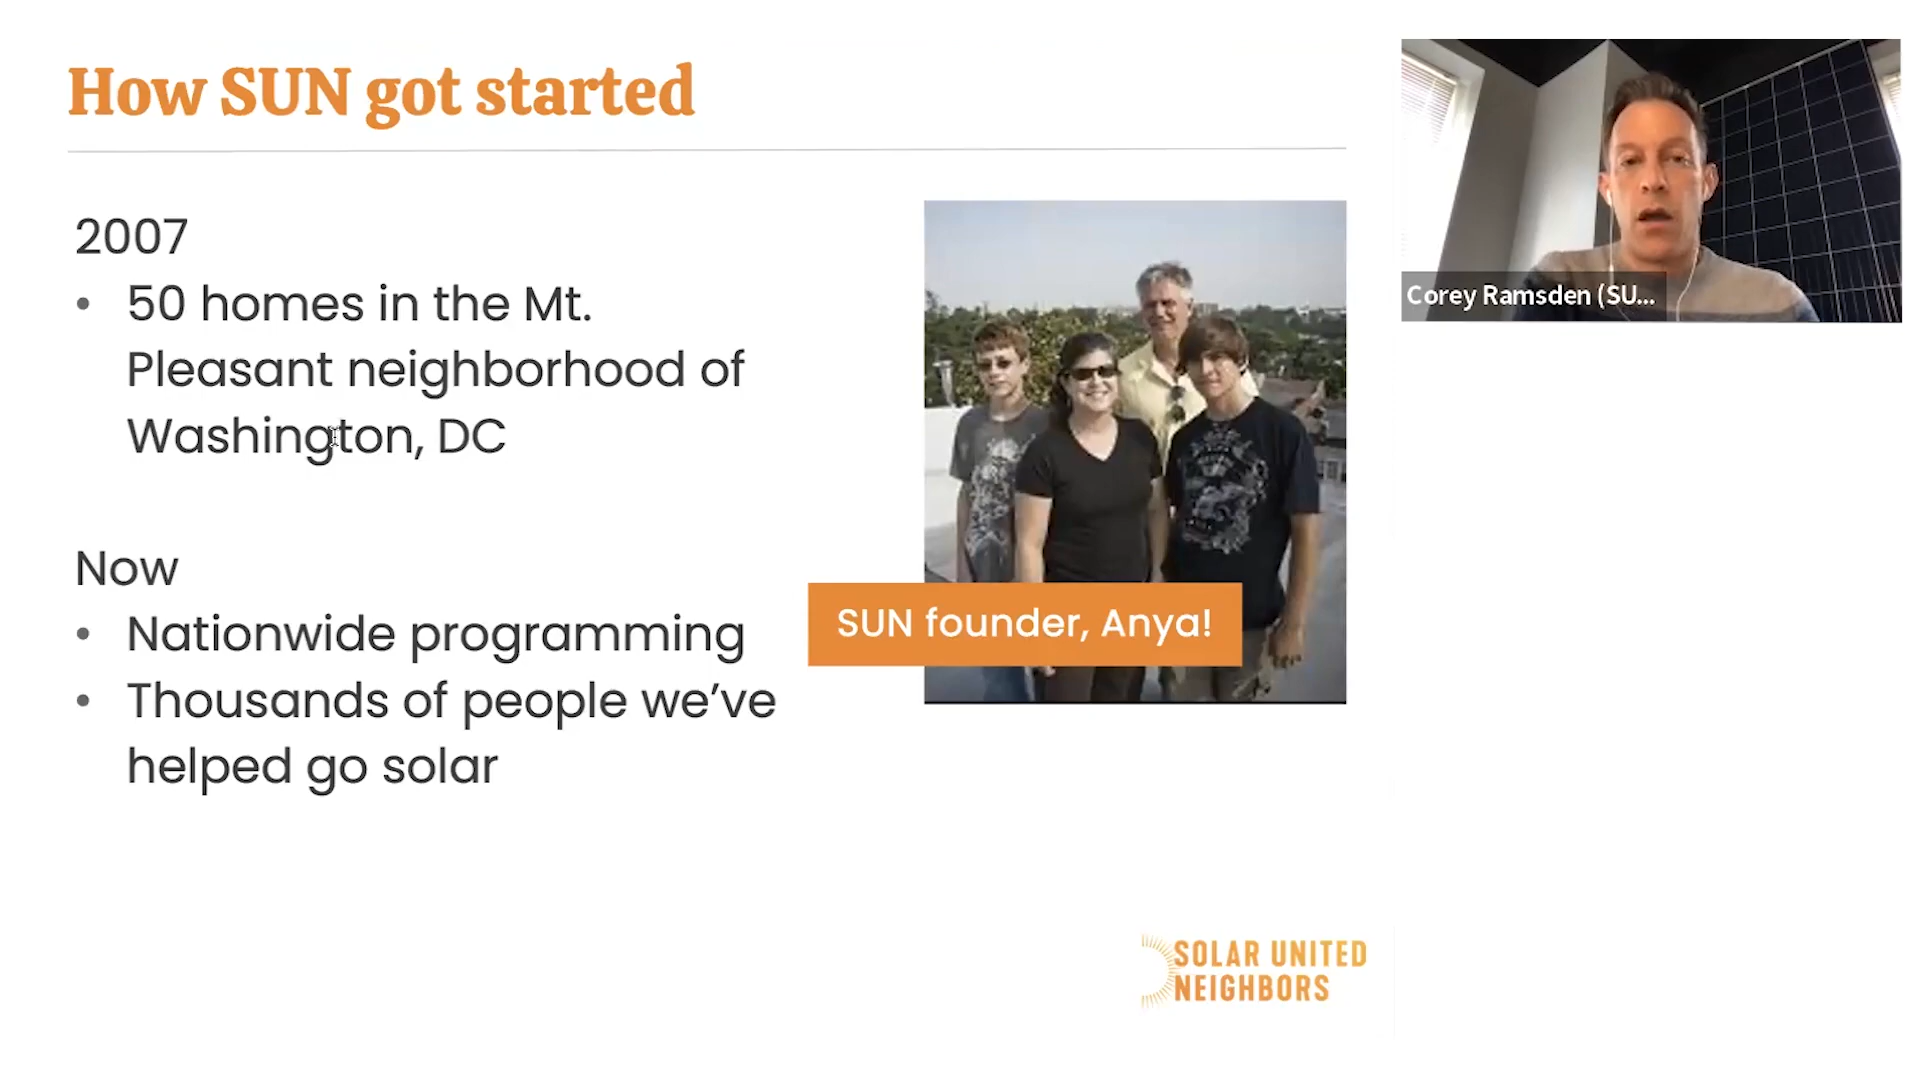 How SUN got started
2007
• 50 homes in the Mt.
Pleasant neighborhood of
Washington, DC
Now
• Nationwide programming
• Thousands of people we’ve
helped go solar
SUN founder, Anya!
SOLAR UNITED
NEIGHBORS
Corey Ramsden (SU...